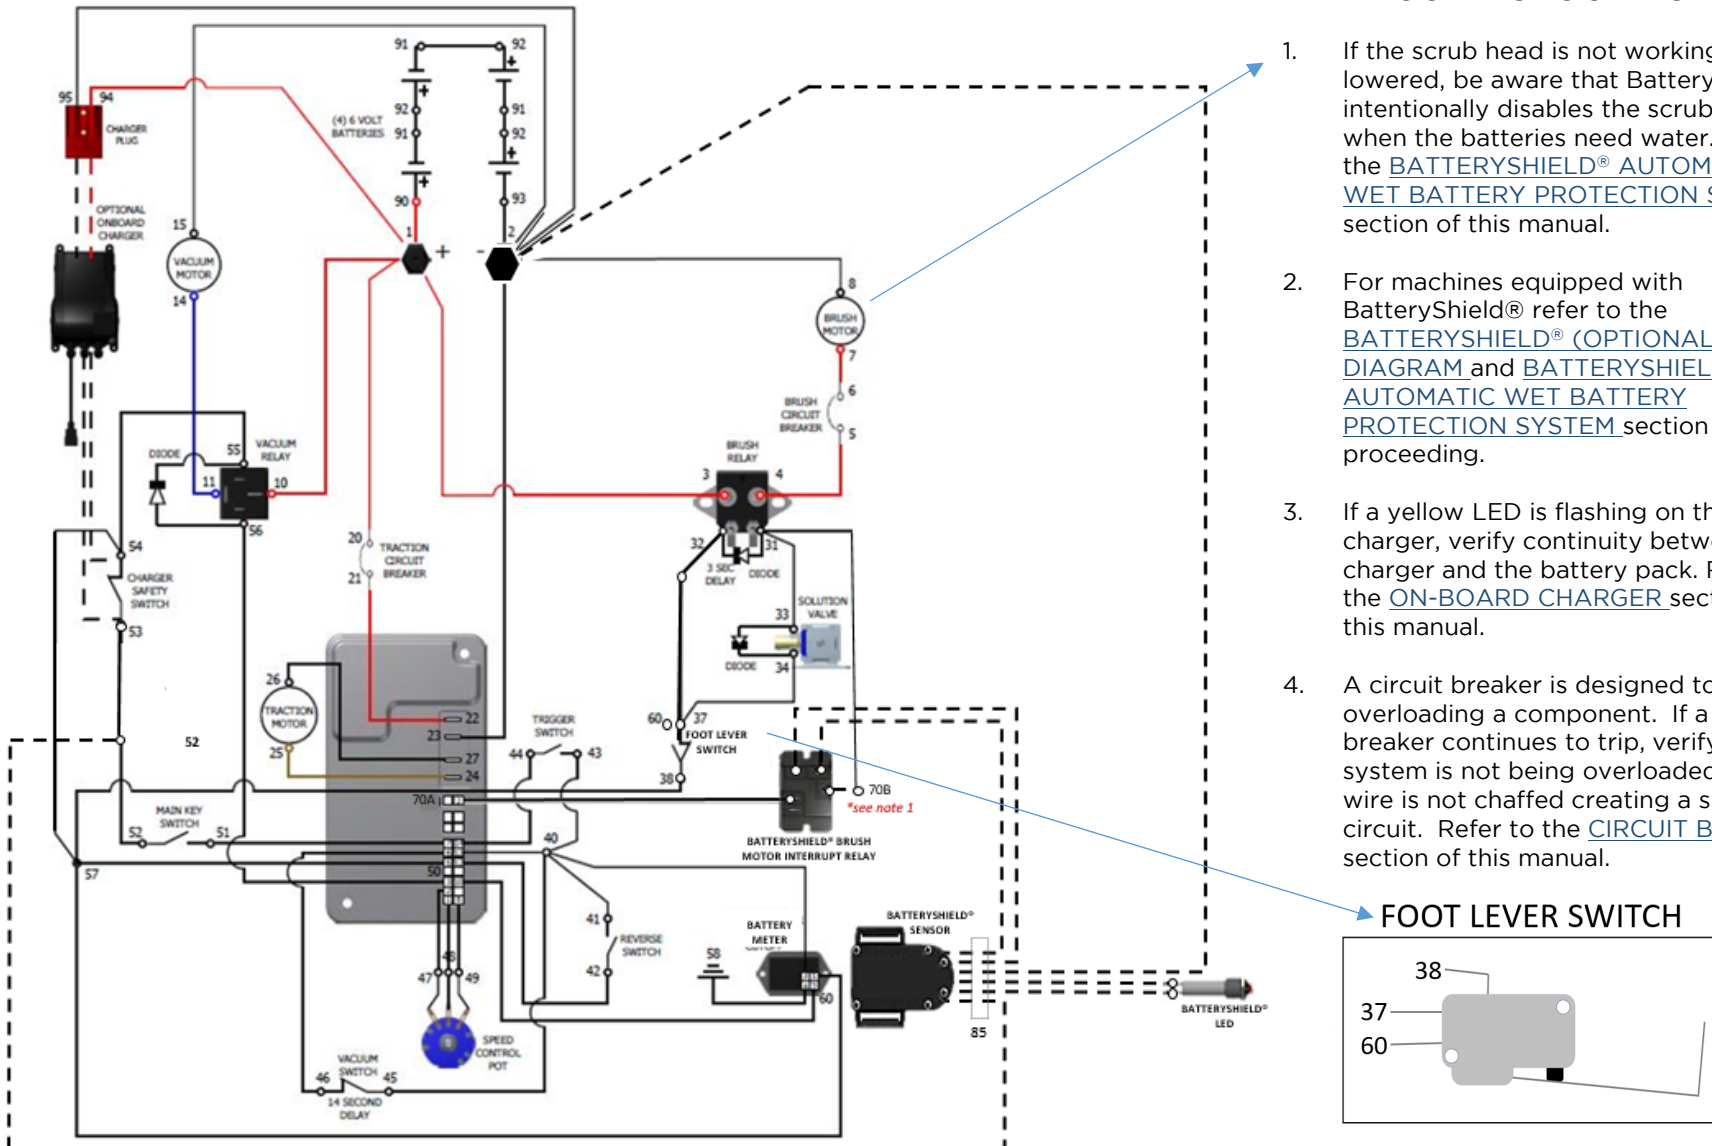 91
92
95
94
+
+
CHARGER
PLUG
(4) 6 VOLT
BATTERIES
92
91
91
92
+
+
90
93
OPTIONAL
ONBOARD
CHARGER
15
1
+
-
2
VACUUM
MOTOR
14
8
BRUSH
MOTOR
7
6
BRUSH
CIRCUIT
BREAKER
5
DIODE
55
VACUUM
RELAY
11
10
56
BRUSH
RELAY
3
4
32
31
3 SEC
DELAY
DIODE
54
CHARGER
SAFETY
SWITCH
53
20
TRACTION
CIRCUIT
BREAKER
21
SOLUTION
VALVE
33
DIODE
34
26
TRACTION
MOTOR
25
52
22
23
27
24
TRIGGER
SWITCH
44
43
60
37
FOOT LEVER
SWITCH
38
70A
70B
*see note 1
MAIN KEY
SWITCH
52
51
40
BATTERYSHIELD® BRUSH
MOTOR INTERRUPT RELAY
57
50
41
REVERSE
SWITCH
42
BATTERY
METER
58
60
BATTERYSHIELD®
SENSOR
85
BATTERYSHIELD®
LED
47
48
49
SPEED
CONTROL
POT
VACUUM
SWITCH
46
45
14 SECOND
DELAY
1. If the scrub head is not working
lowered, be aware that Battery
intentionally disables the scrub
when the batteries need water.
the BATTERYSHIELD® AUTOM
WET BATTERY PROTECTION S
section of this manual.
2. For machines equipped with
BatteryShield® refer to the
BATTERYSHIELD® (OPTIONAL
DIAGRAM and BATTERYSHIEL
AUTOMATIC WET BATTERY
PROTECTION SYSTEM section
proceeding.
3. If a yellow LED is flashing on th
charger, verify continuity betw
charger and the battery pack. R
the ON-BOARD CHARGER sect
this manual.
4. A circuit breaker is designed to
overloading a component. If a
breaker continues to trip, verify
system is not being overloaded
wire is not chaffed creating a s
circuit. Refer to the CIRCUIT B
section of this manual.
FOOT LEVER SWITCH
38
37
60